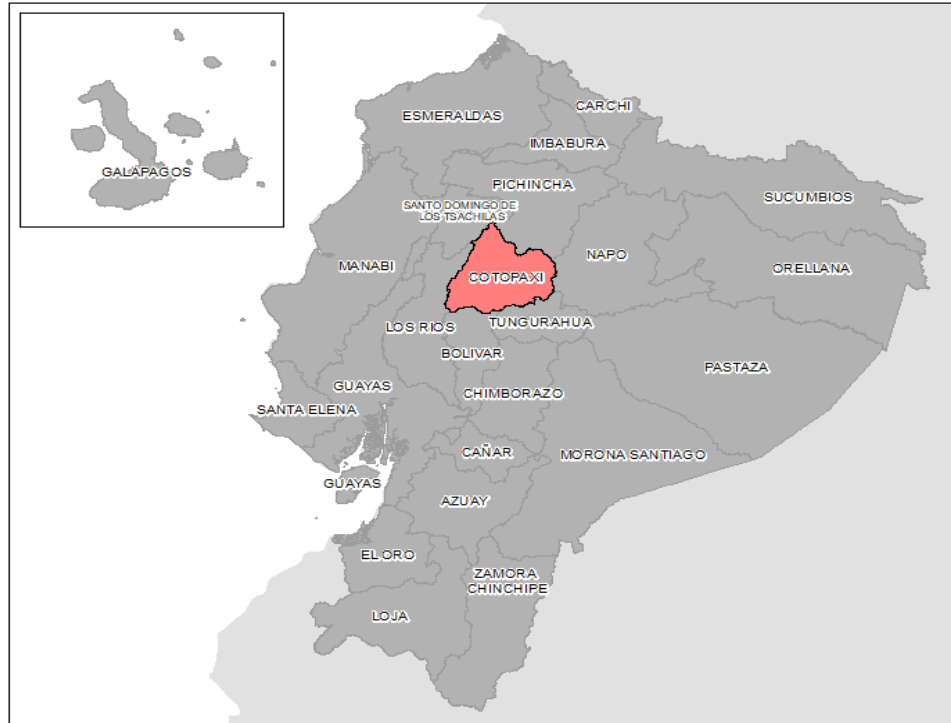 CARCHI
ESMERALDAS
IMBABURA
GALAPAGOS
PICHINCHA
SUCUMBIOS
SANTO DOMINGO DE
LOS TSACHILAS
NAPO
MANABI
ORELLANA
COTOPAXI
TUNGURAHUA
LOS RIOS
BOLIVAR
PASTAZA
GUAYAS
CHIMBORAZO
SANTA ELENA
CAÑAR
MORONA SANTIAGO
GUAYAS
AZUAY
EL ORO
ZAMORA
CHINCHIPE
LOJA